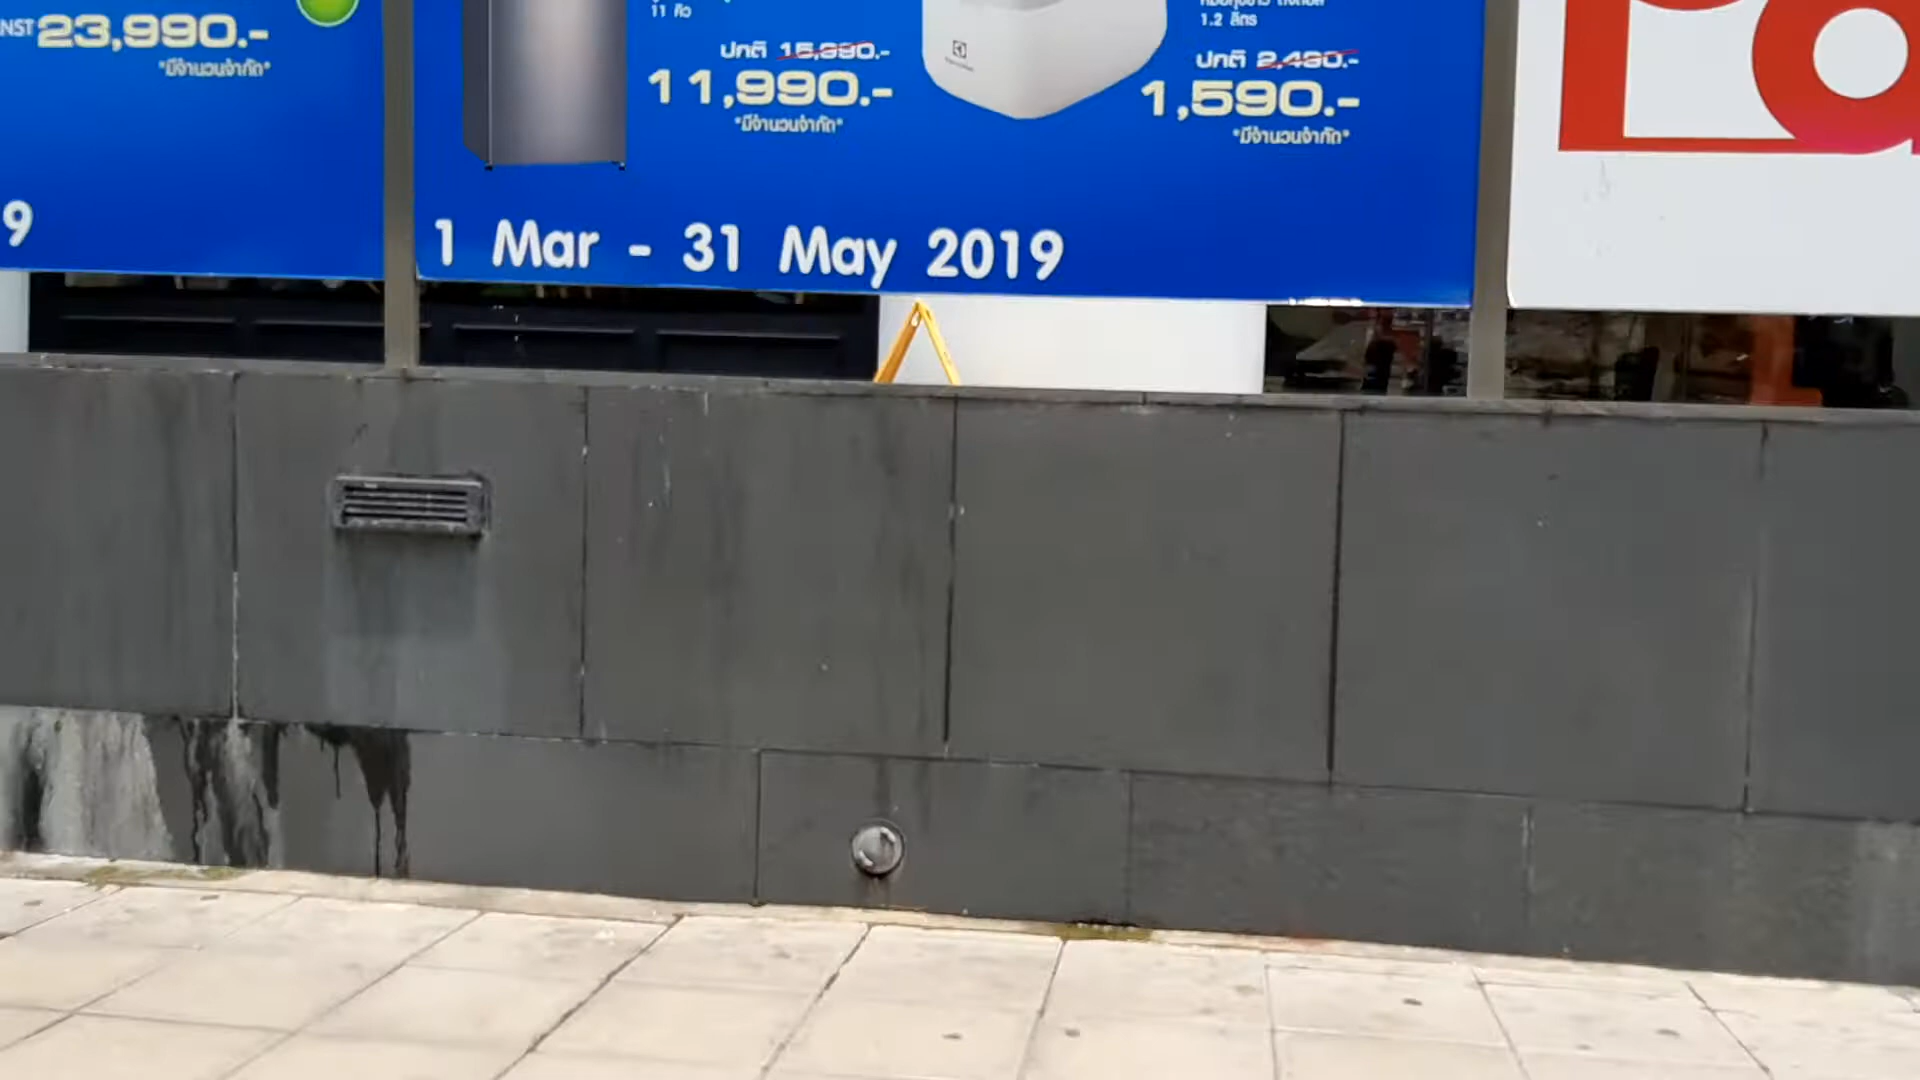 23,990.-
*มีจำนวนจำกัด*
9
11 คิว
ปกติ 15,990.-
11,990.-
*มีจำนวนจำกัด*
1 Mar - 31 May 2019
1.2 ลิตร
ปกติ 2,490.-
1,590.-
*มีจำนวนจำกัด*